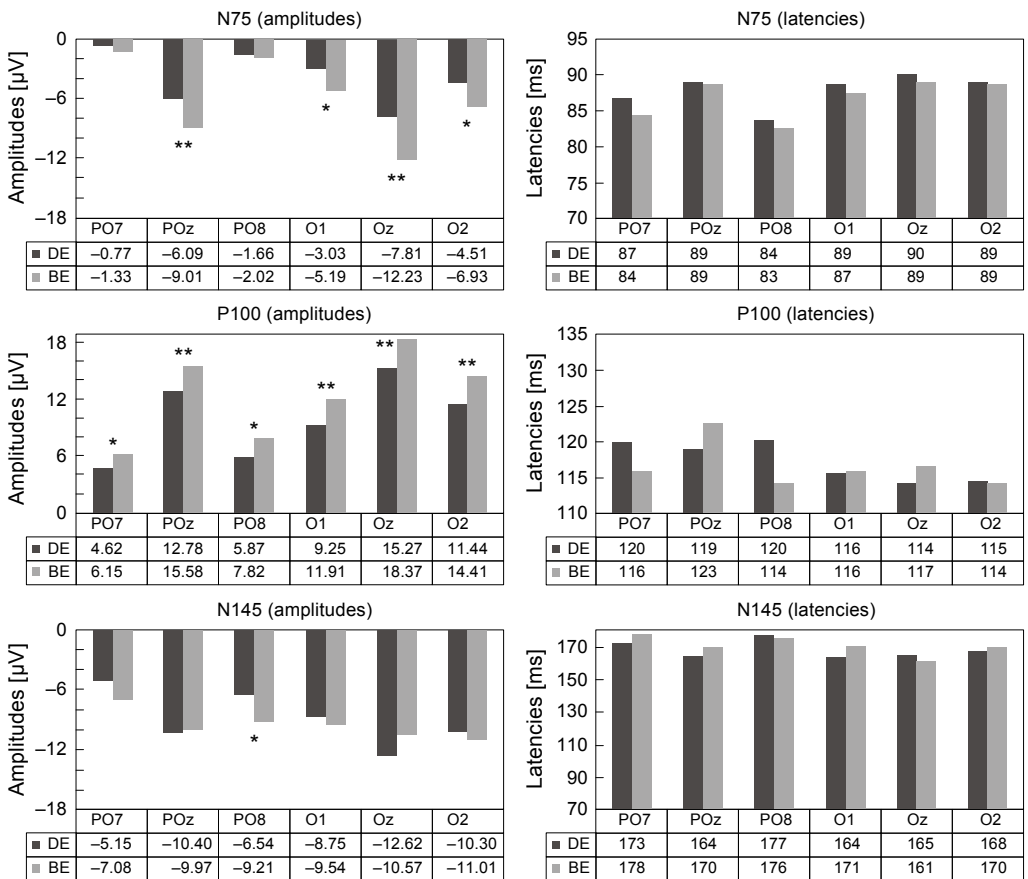 N75 (amplitudes)
Amplitudes [µV]
0
–6
–12
–18
**
*
**
*
PO7 POz PO8 O1 Oz O2
DE –0.77 –6.09 –1.66 –3.03 –7.81 –4.51
BE –1.33 –9.01 –2.02 –5.19 –12.23 –6.93
N75 (latencies)
Latencies [ms]
95
90
85
80
75
70
PO7 POz PO8 O1 Oz O2
DE 87 89 84 89 90 89
BE 84 89 83 87 89 89
P100 (amplitudes)
Amplitudes [µV]
18
12
6
0
*
**
*
**
**
**
PO7 POz PO8 O1 Oz O2
DE 4.62 12.78 5.87 9.25 15.27 11.44
BE 6.15 15.58 7.82 11.91 18.37 14.41
P100 (latencies)
Latencies [ms]
135
130
125
120
115
110
PO7 POz PO8 O1 Oz O2
DE 120 119 120 116 114 115
BE 116 123 114 116 117 114
N145 (amplitudes)
Amplitudes [µV]
0
–6
–12
–18
*
PO7 POz PO8 O1 Oz O2
DE –5.15 –10.40 –6.54 –8.75 –12.62 –10.30
BE –7.08 –9.97 –9.21 –9.54 –10.57 –11.01
N145 (latencies)
Latencies [ms]
170
150
130
110
90
70
PO7 POz PO8 O1 Oz O2
DE 173 164 177 164 165 168
BE 178 170 176 171 161 170